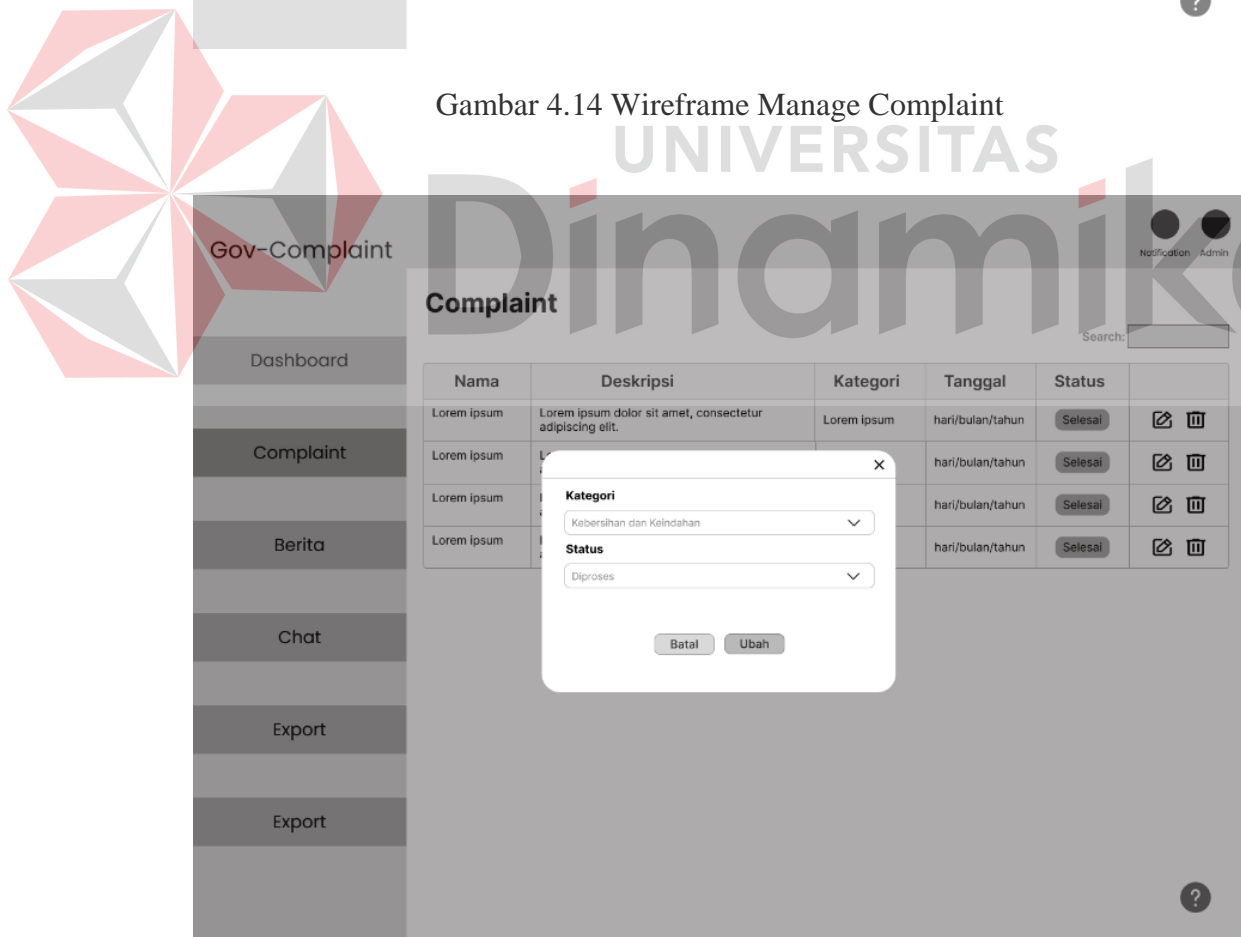 ?
Gambar 4.14 Wireframe Manage Complaint
UNIVERSITAS
Dinamika
Gov-Complaint
Notification Admin
Complaint
Search:
Dashboard
Complaint
Berita
Chat
Export
Export
Nama Deskripsi Kategori Tanggal Status
Lorem ipsum Lorem ipsum dolor sit amet, consectetur Lorem ipsum hari/bulan/tahun Selesai
adipiscing elit.
Lorem ipsum hari/bulan/tahun Selesai
Lorem ipsum hari/bulan/tahun Selesai
Lorem ipsum hari/bulan/tahun Selesai
×
Kategori
Kebersihan dan Keindahan
Status
Diproses
Batal Ubah
?